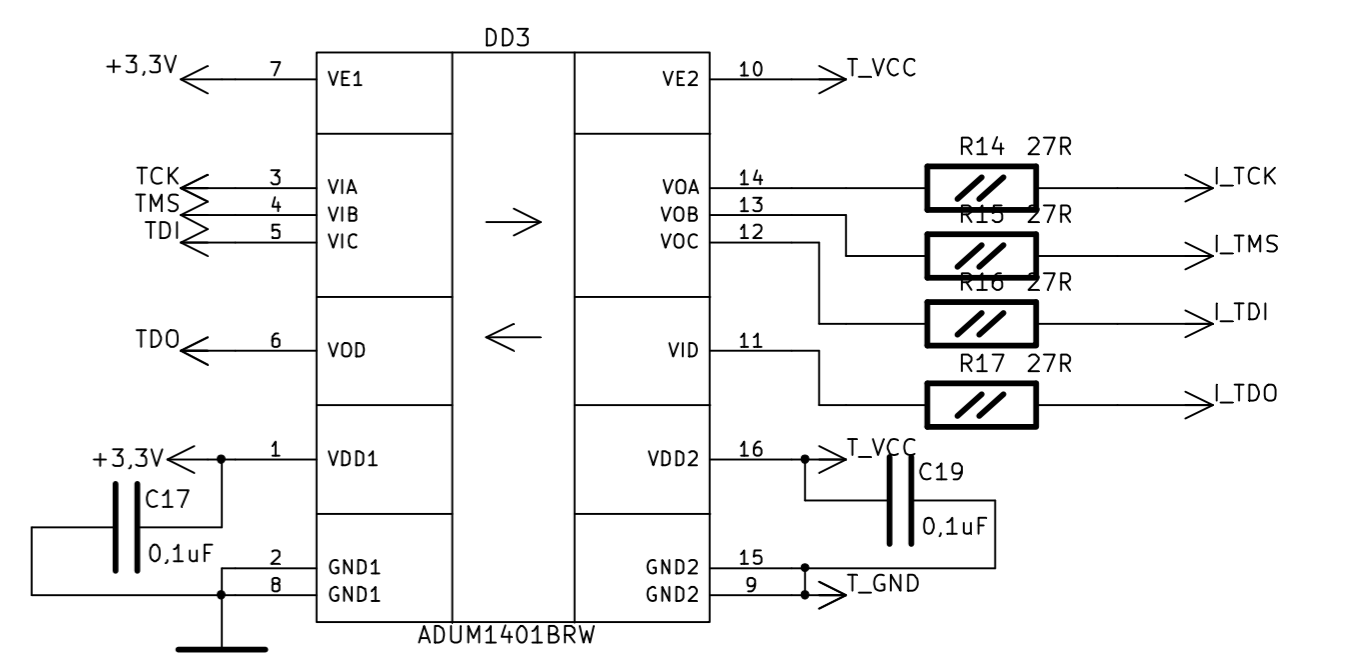 DD3
+3,3V 7 VE1 VE2 10 T_VCC
R14 27R
TCK 3 VIA VOA 14 I_TCK
TMS 4 VIB VOB 13 R15 27R
TDI 5 VIC VOC 12 I_TMS
R16 27R
I_TDI
TDO 6 VOD VID 11
R17 27R
I_TDO
+3,3V 1 VDD1 VDD2 16 T_VCC
C17 C19
0,1uF 0,1uF
2 GND1 GND2 15
8 GND1 GND2 9 T_GND
ADUM1401BRW